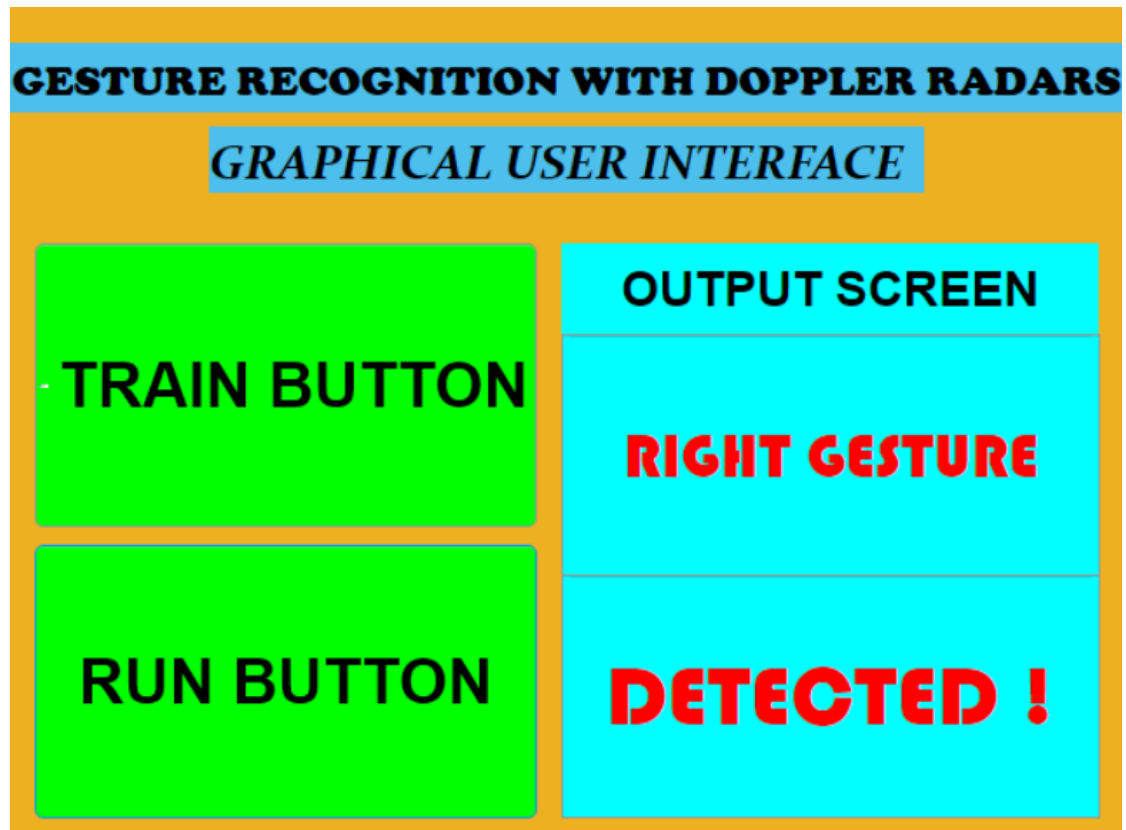 GESTURE RECOGNITION WITH DOPPLER RADARS
GRAPHICAL USER INTERFACE
TRAIN BUTTON
RUN BUTTON
OUTPUT SCREEN
RIGHT GESTURE
DETECTED !